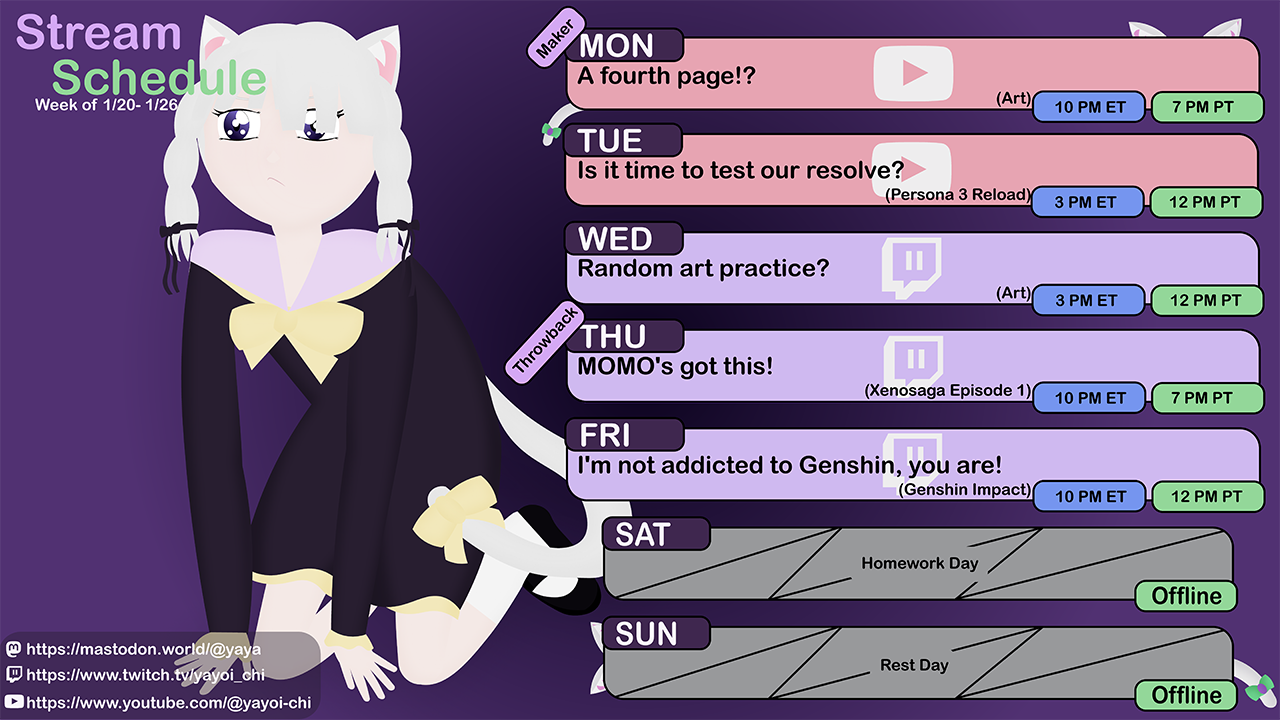 Stream
Schedule
Week of 1/20- 1/26
Maker
MON
A fourth page!?
(Art)
10 PM ET
7 PM PT
TUE
Is it time to test our resolve?
(Persona 3 Reload)
3 PM ET
12 PM PT
WED
Random art practice?
(Art)
3 PM ET
12 PM PT
Throwback
THU
MOMO's got this!
(Xenosaga Episode 1)
10 PM ET
7 PM PT
FRI
I'm not addicted to Genshin, you are!
(Genshin Impact)
10 PM ET
12 PM PT
SAT
Homework Day
Offline
SUN
Rest Day
Offline
https://mastodon.world/@yaya
https://www.twitch.tv/yayoi_chi
https://www.youtube.com/@yayoi-chi